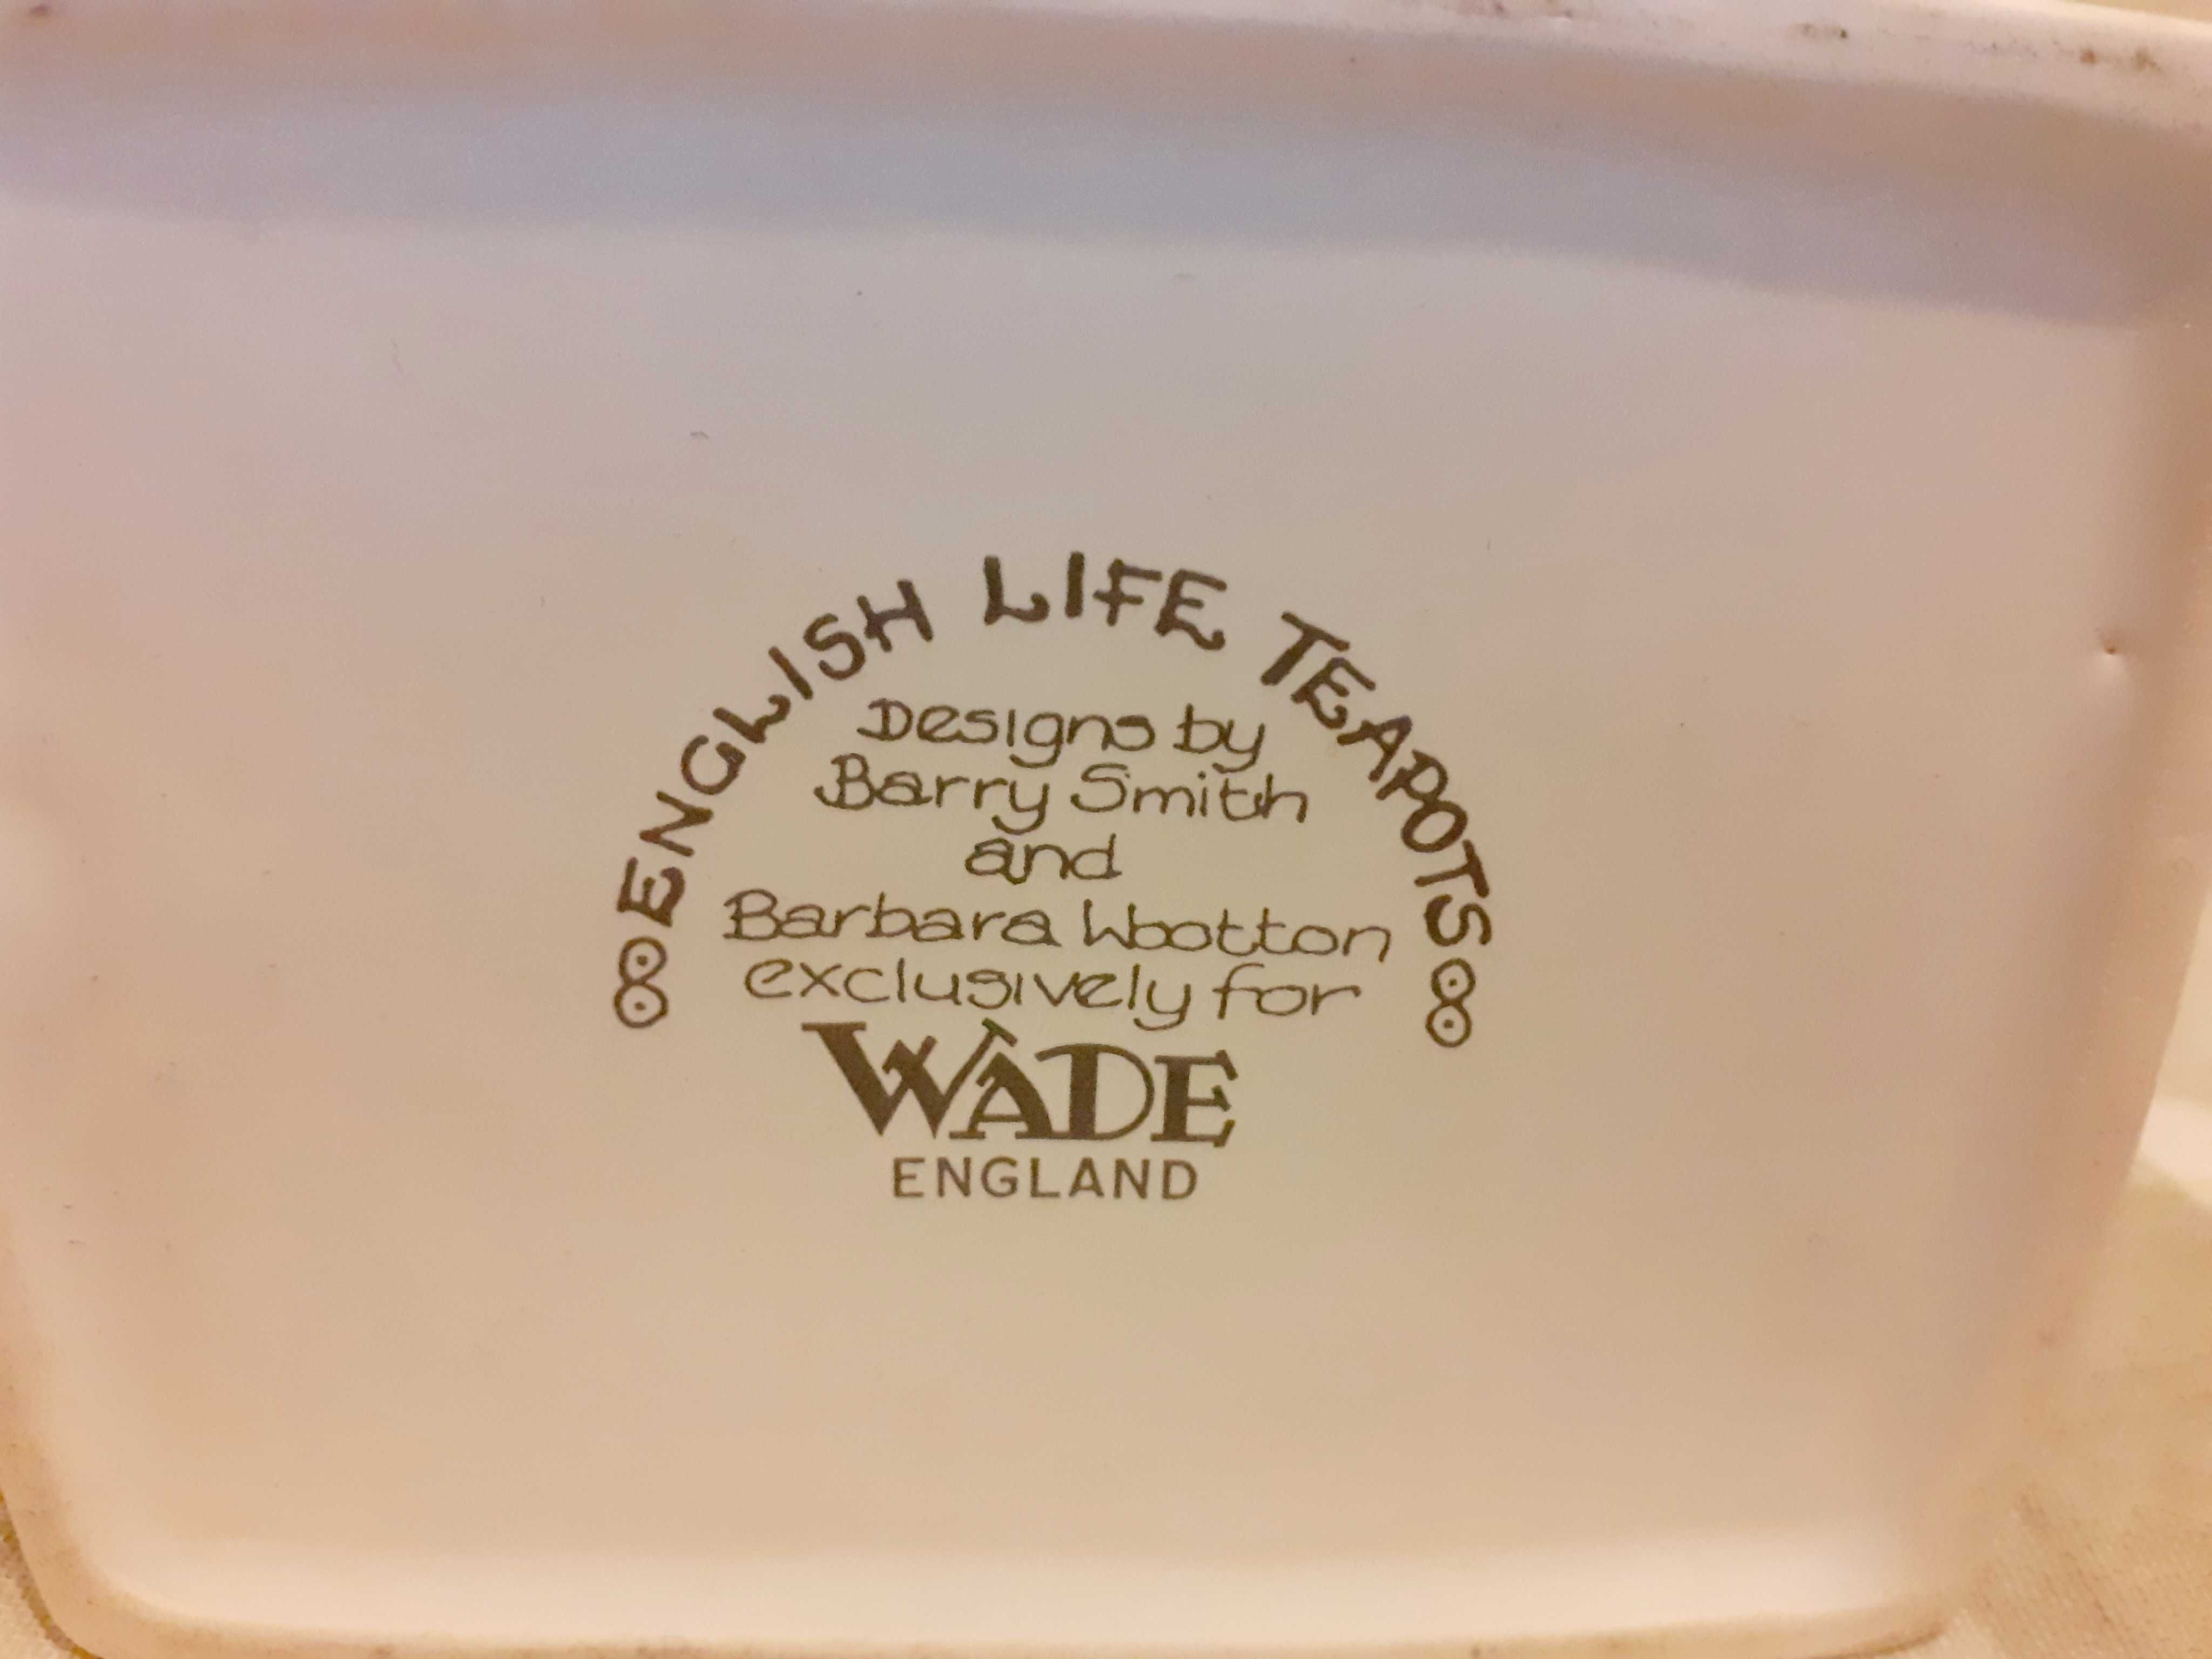 ENGLISH LIFE TEAPOTS
Designs by
Barry Smith
and
Barbara Wootton
exclusively for
WADE
ENGLAND